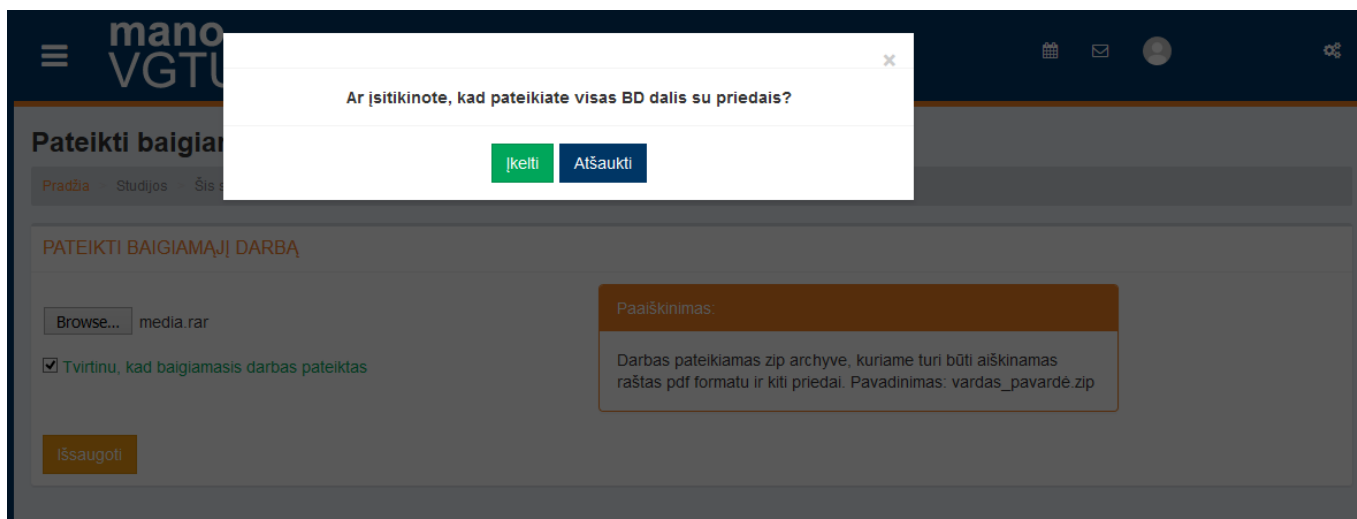 mano
VGTU
×
Ar įsitikinote, kad pateikiate visas BD dalis su priedais?
Įkelti
Atšaukti
Pateikti
Pradžia
Studijos
PATEIKTI BAIGIAMĄJĮ DARBĄ
Browse... media.rar
Tvirtinu, kad baigiamasis darbas pateiktas
Išsaugoti
Paaiškinimas:
Darbas pateikiamas zip archyve, kuriame turi būti aiškinamas
raštas pdf formatu ir kiti priedai. Pavadinimas: vardas_pavardė.zip